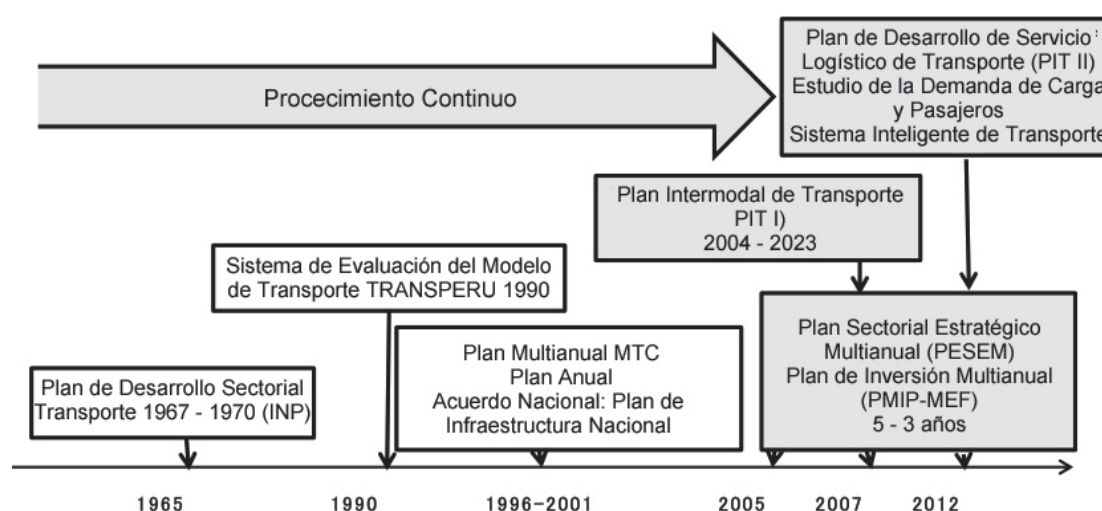 Procecimiento Continuo
Plan de Desarrollo de Servicio
Logístico de Transporte (PIT II)
Estudio de la Demanda de Carga
y Pasajeros
Sistema Inteligente de Transporte
Plan Intermodal de Transporte
PIT I)
2004 - 2023
Sistema de Evaluación del Modelo
de Transporte TRANSPERU 1990
Plan Sectorial Estratégico
Multianual (PESEM)
Plan de Inversión Multianual
(PMIP-MEF)
5 - 3 años
Plan Multianual MTC
Plan Anual
Acuerdo Nacional: Plan de
Infraestructura Nacional
Plan de Desarrollo Sectorial
Transporte 1967 - 1970 (INP)
1965 1990 1996-2001 2005 2007 2012